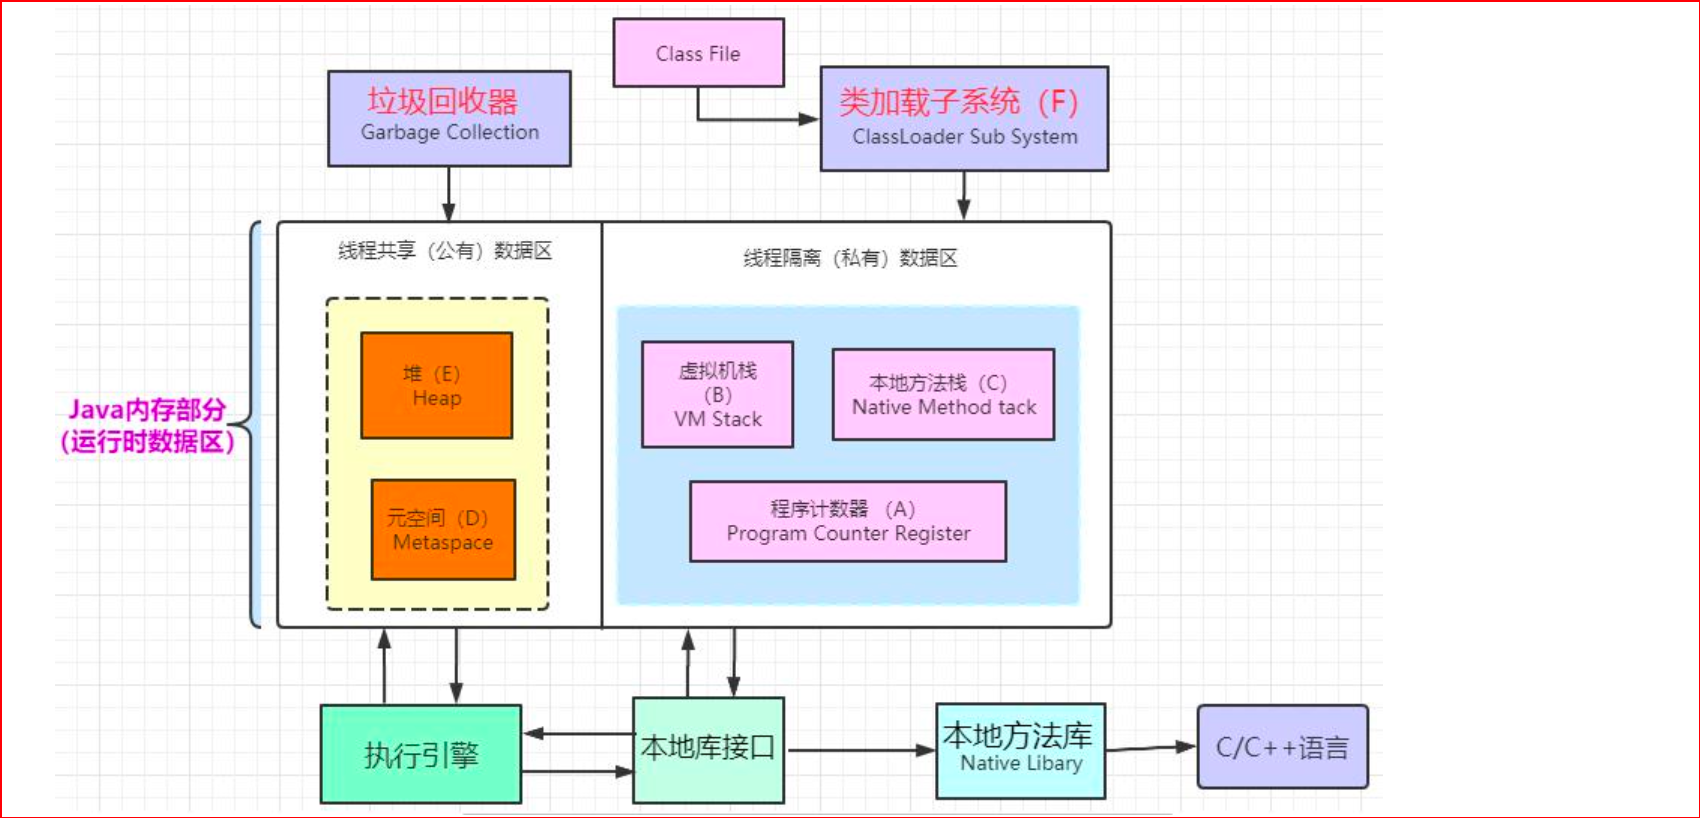 Class File
垃圾回收器
Garbage Collection
类加载子系统（F）
ClassLoader Sub System
线程共享（公有）数据区
线程隔离（私有）数据区
堆（E）
Heap
虚拟机栈
（B）
VM Stack
本地方法栈（C）
Native Method tack
Java内存部分
（运行时数据区）
元空间（D）
Metaspace
程序计数器 （A）
Program Counter Register
执行引擎
本地库接口
本地方法库
Native Libary
C/C++语言